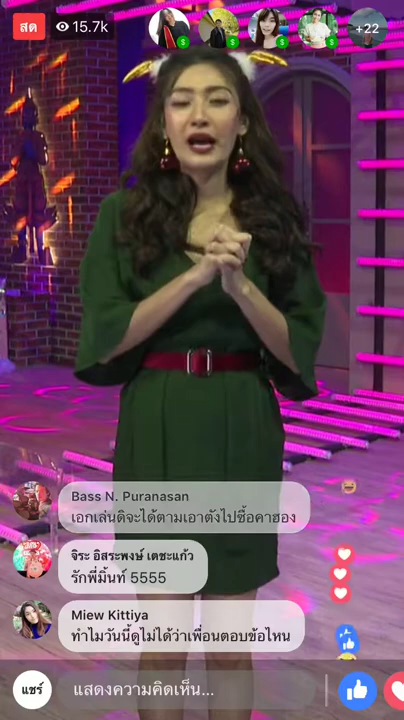 สด
15.7k
+22
Bass N. Puranasan
เอกเล่นดิจะได้ตามเอาตังไปซื้อคาฮอง
จิระ อิสระพงษ์ เตชะแก้ว
รักพี่มิ้นท์ 5555
Miew Kittiya
ทำไมวันนี้ดูไม่ได้ว่าเพื่อนตอบข้อไหน
แชร์
แสดงความคิดเห็น...